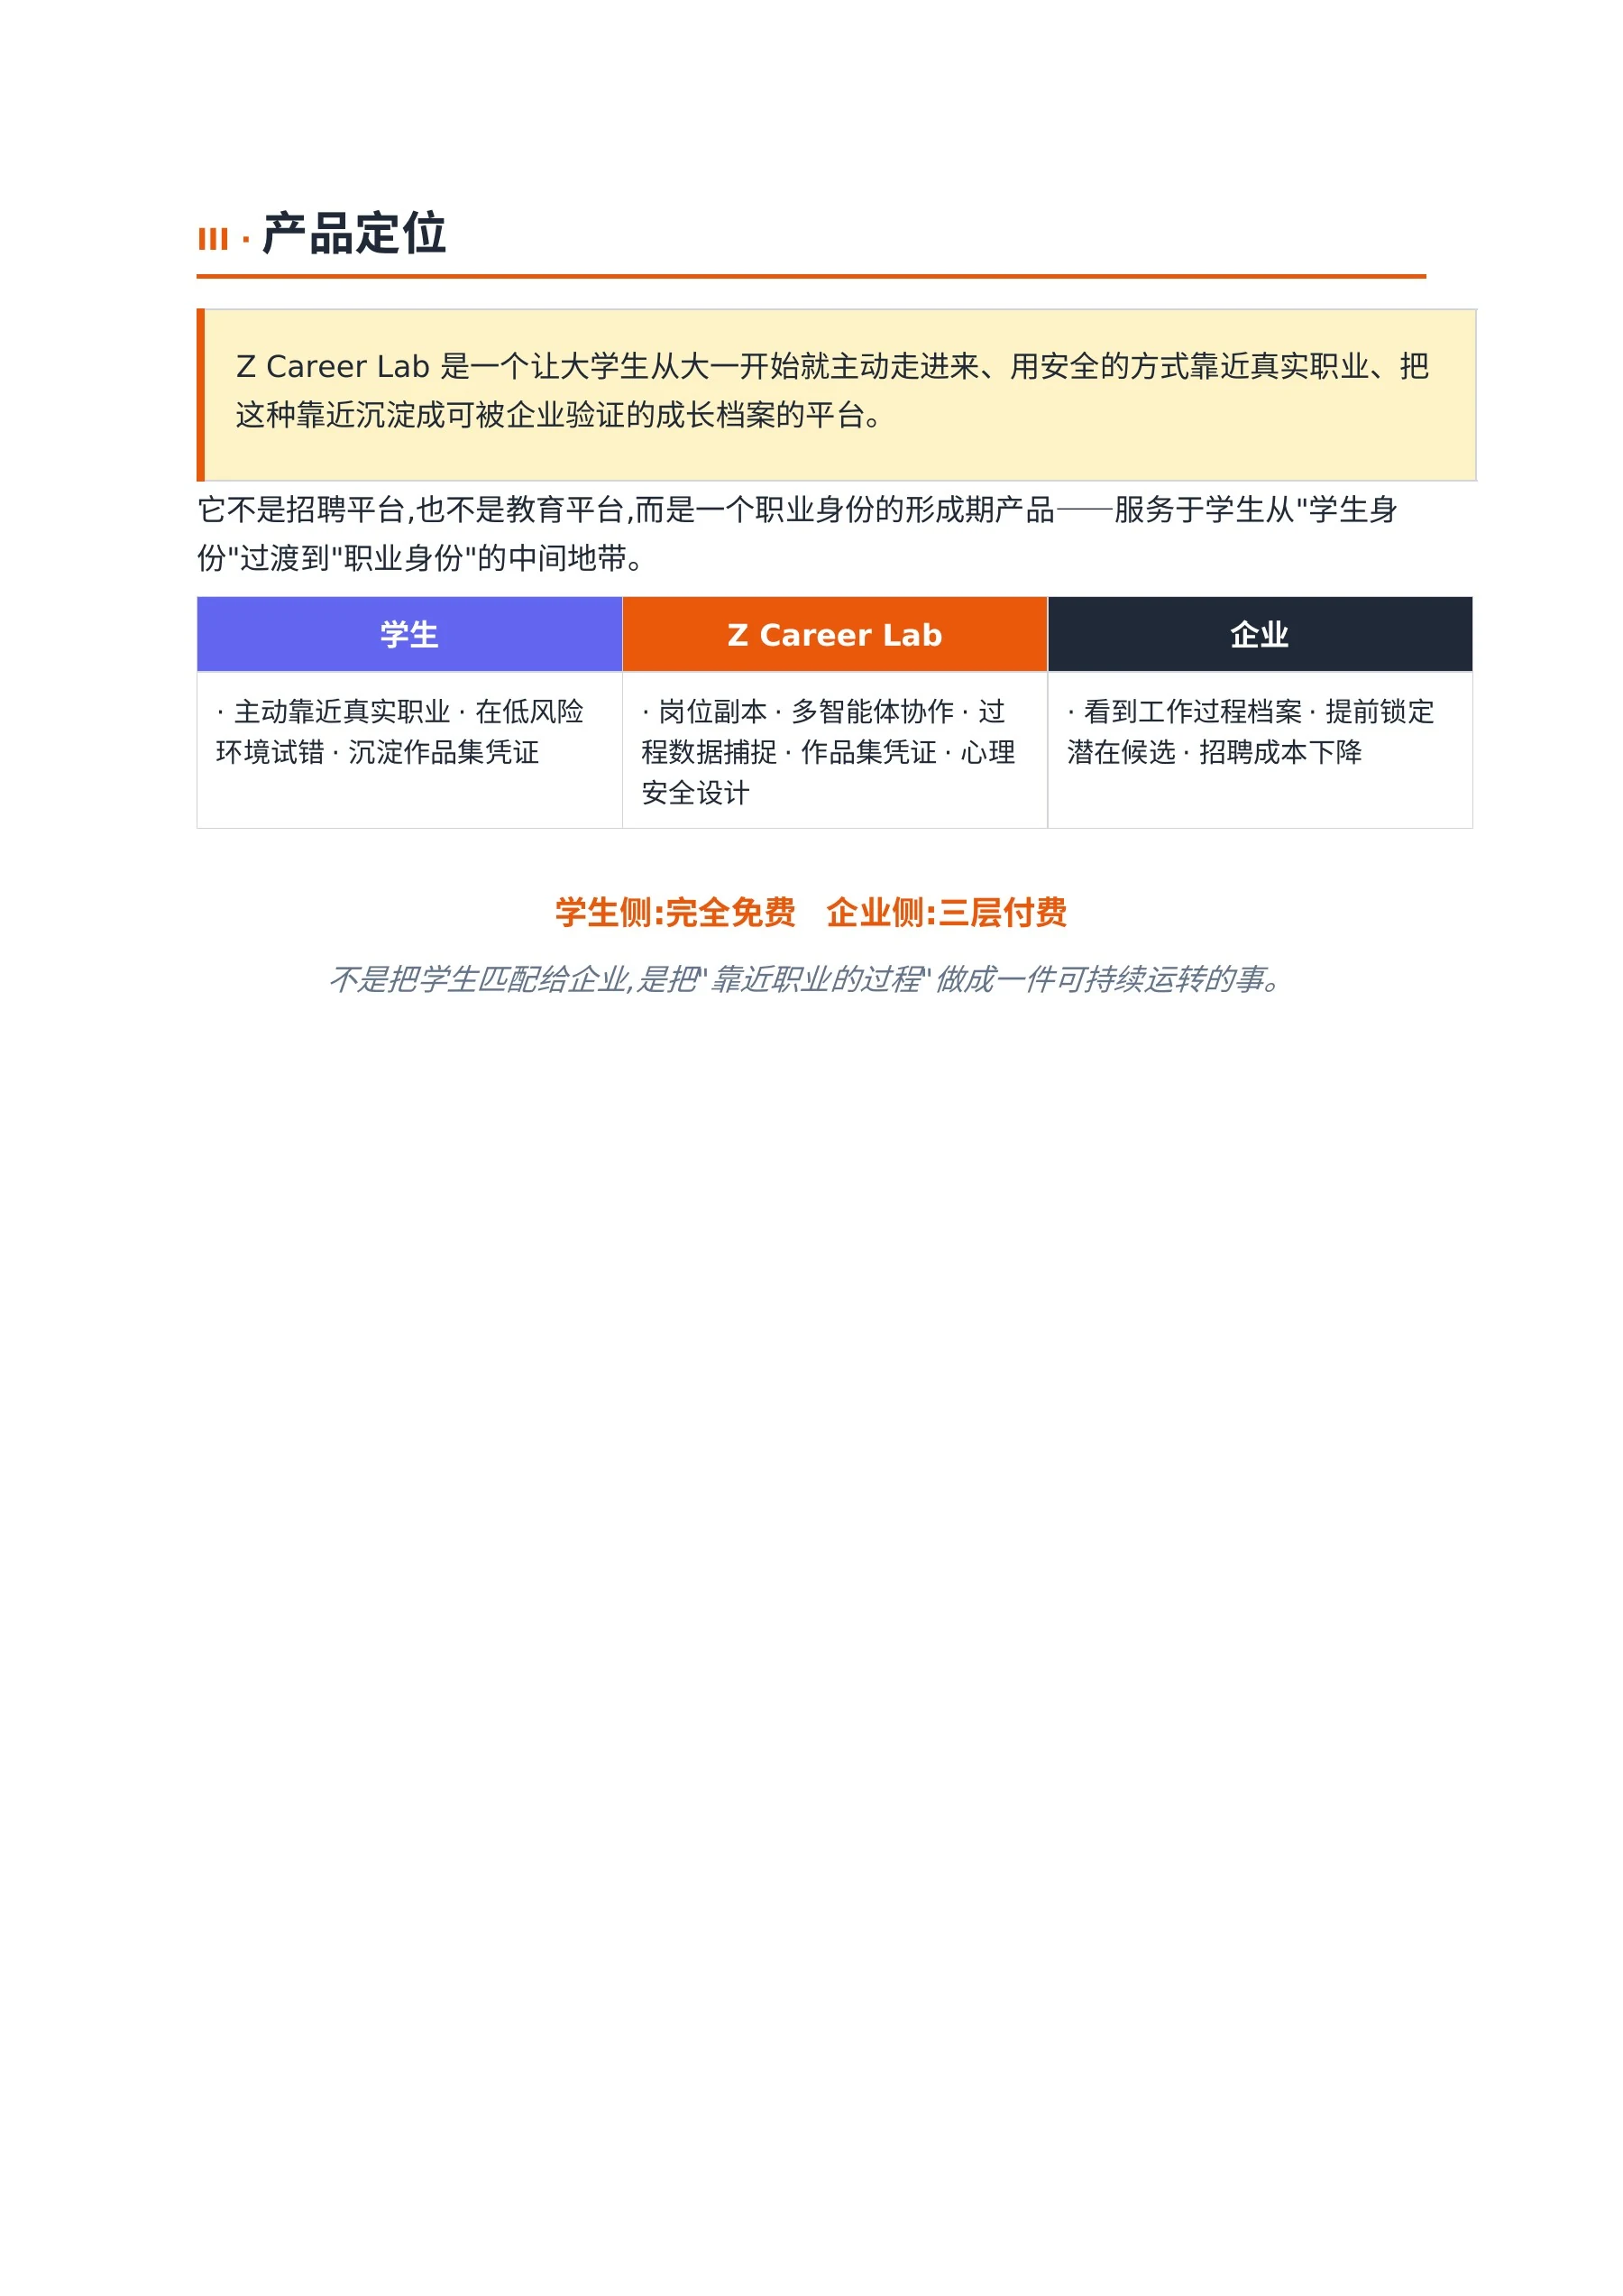 III · 产品定位
Z Career Lab 是一个让大学生从大一开始就主动走进来、用安全的方式靠近真实职业、把
这种靠近沉淀成可被企业验证的成长档案的平台。
它不是招聘平台,也不是教育平台,而是一个职业身份的形成期产品——服务于学生从"学生身
份"过渡到"职业身份"的中间地带。
学生
Z Career Lab
企业
· 主动靠近真实职业 · 在低风险
环境试错 · 沉淀作品集凭证
· 岗位副本 · 多智能体协作 · 过
程数据捕捉 · 作品集凭证 · 心理
安全设计
· 看到工作过程档案 · 提前锁定
潜在候选 · 招聘成本下降
学生侧:完全免费 企业侧:三层付费
不是把学生匹配给企业,是把"靠近职业的过程"做成一件可持续运转的事。